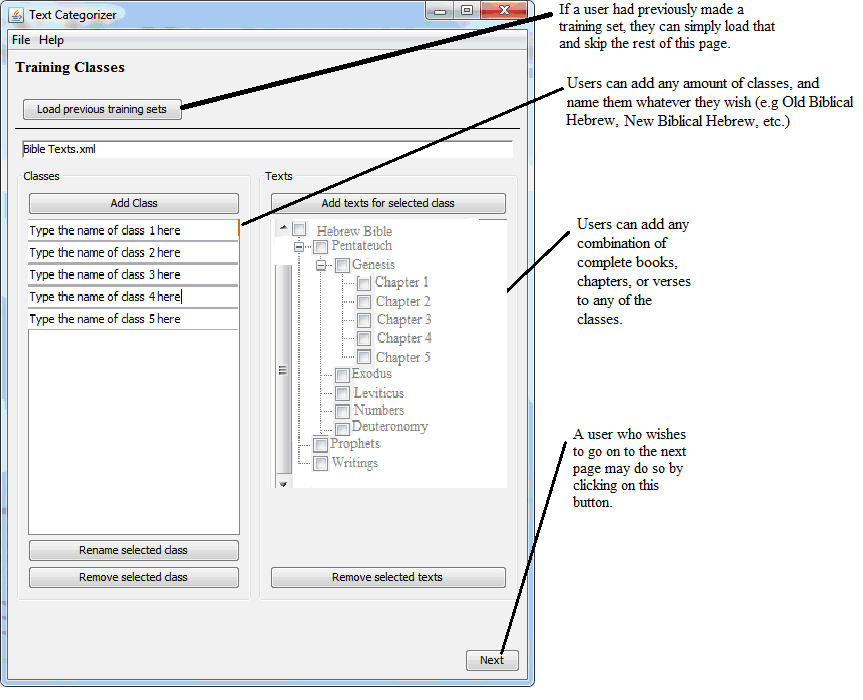 Text Categorizer
File Help
Training Classes
Load previous training sets
Bible Texts.xml
Classes
Add Class
Type the name of class 1 here
Type the name of class 2 here
Type the name of class 3 here
Type the name of class 4 here
Type the name of class 5 here
Rename selected class
Remove selected class
Texts
Add texts for selected class
Hebrew Bible
Pentateuch
Genesis
Chapter 1
Chapter 2
Chapter 3
Chapter 4
Chapter 5
Exodus
Leviticus
Numbers
Deuteronomy
Prophets
Writings
Remove selected texts
Next
If a user had previously made a
training set, they can simply load that
and skip the rest of this page.
Users can add any amount of classes, and
name them whatever they wish (e.g Old Biblical
Hebrew, New Biblical Hebrew, etc.)
Users can add any
combination of
complete books,
chapters, or verses
to any of the
classes.
A user who wishes
to go on to the next
page may do so by
clicking on this
button.